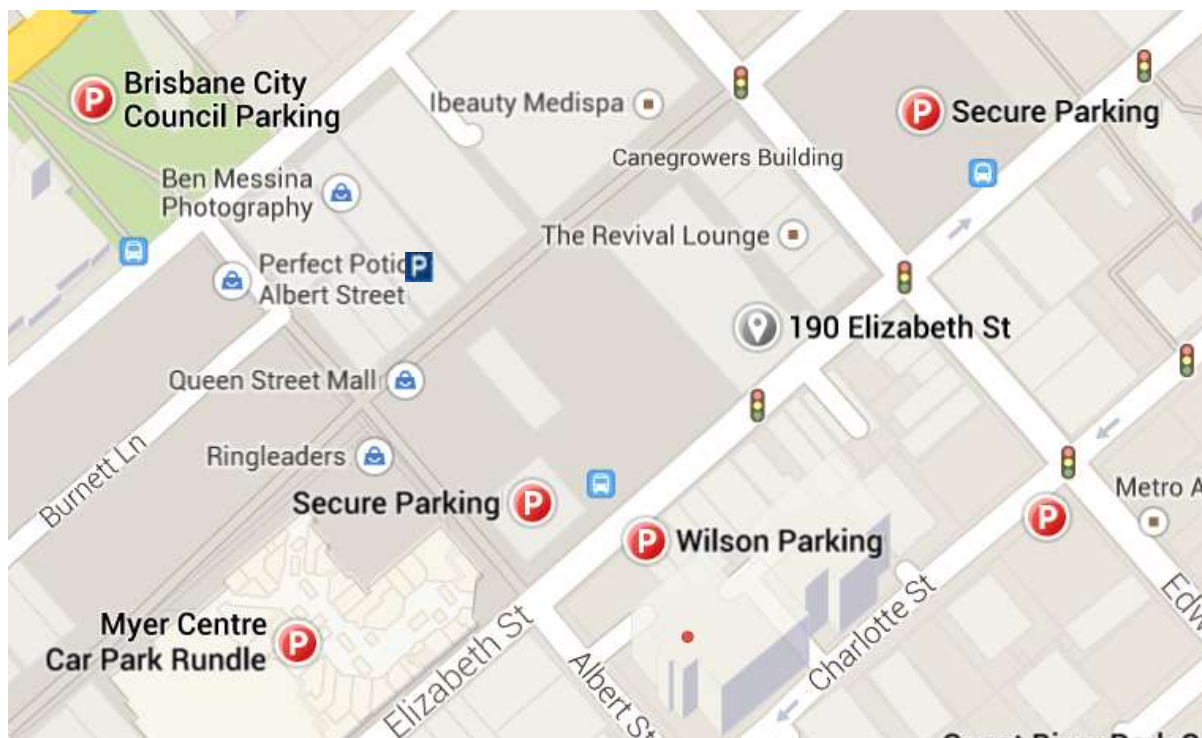 Brisbane City
Council Parking
P
Ibeauty Medispa
P
Secure Parking
Canegrowers Building
Ben Messina
Photography
The Revival Lounge
Perfect Potio
P
Albert Street
190 Elizabeth St
Queen Street Mall
Burnett Ln
Ringleaders
Secure Parking
P
P
Wilson Parking
P
Metro A
Myer Centre
Car Park Rundle
P
Elizabeth St
Albert St
Charlotte St
Edw